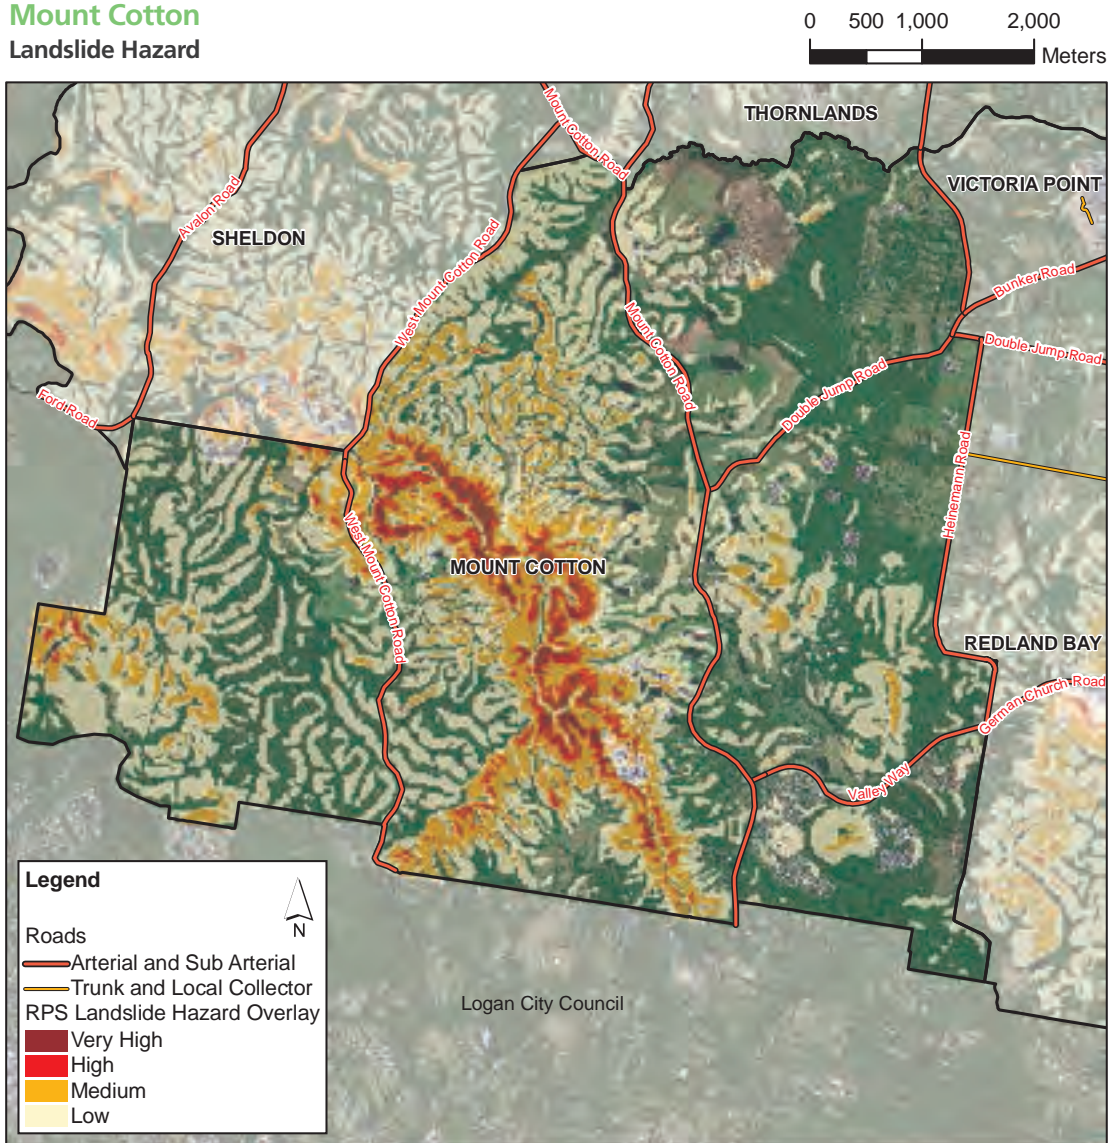 Mount Cotton
Landslide Hazard
0 500 1,000 2,000
Meters
THORNLANDS
VICTORIA POINT
SHELDON
MOUNT COTTON
REDLAND BAY
Mount Cotton Road
Mount Cotton Road
Avalon Road
West Mount Cotton Road
Bunker Road
Double Jump Road
Double Jump Road
Ford Road
Heinemann Road
West Mount Cotton Road
German Church Road
Valley Way
Logan City Council
Legend
N
Roads
Arterial and Sub Arterial
Trunk and Local Collector
RPS Landslide Hazard Overlay
Very High
High
Medium
Low